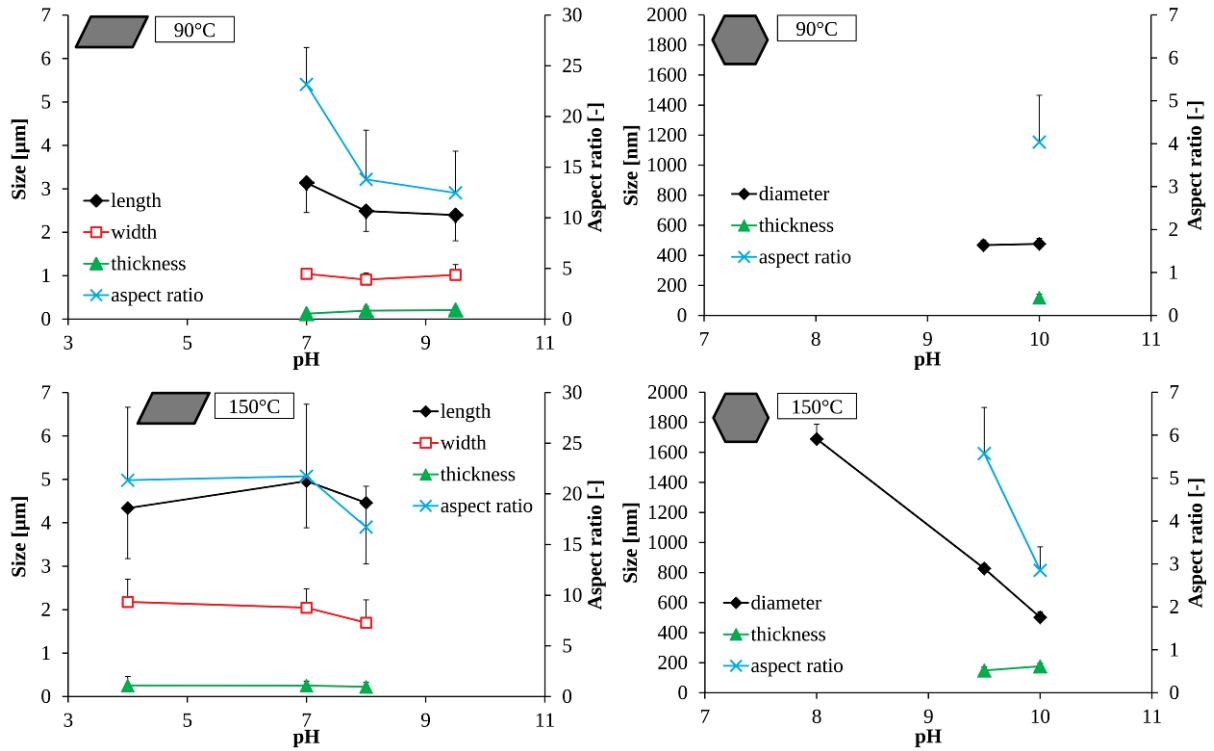 90°C
Size [µm]
7
6
5
4
3
2
1
0
length
width
thickness
aspect ratio
30
25
20
15
10
5
0
Aspect ratio [-]
3 5 7 9 11
pH
90°C
Size [nm]
2000
1800
1600
1400
1200
1000
800
600
400
200
0
diameter
thickness
aspect ratio
7
6
5
4
3
2
1
0
Aspect ratio [-]
7 8 9 10 11
pH
150°C
Size [µm]
7
6
5
4
3
2
1
0
length
width
thickness
aspect ratio
30
25
20
15
10
5
0
Aspect ratio [-]
3 5 7 9 11
pH
150°C
Size [nm]
2000
1800
1600
1400
1200
1000
800
600
400
200
0
diameter
thickness
aspect ratio
7
6
5
4
3
2
1
0
Aspect ratio [-]
7 8 9 10 11
pH